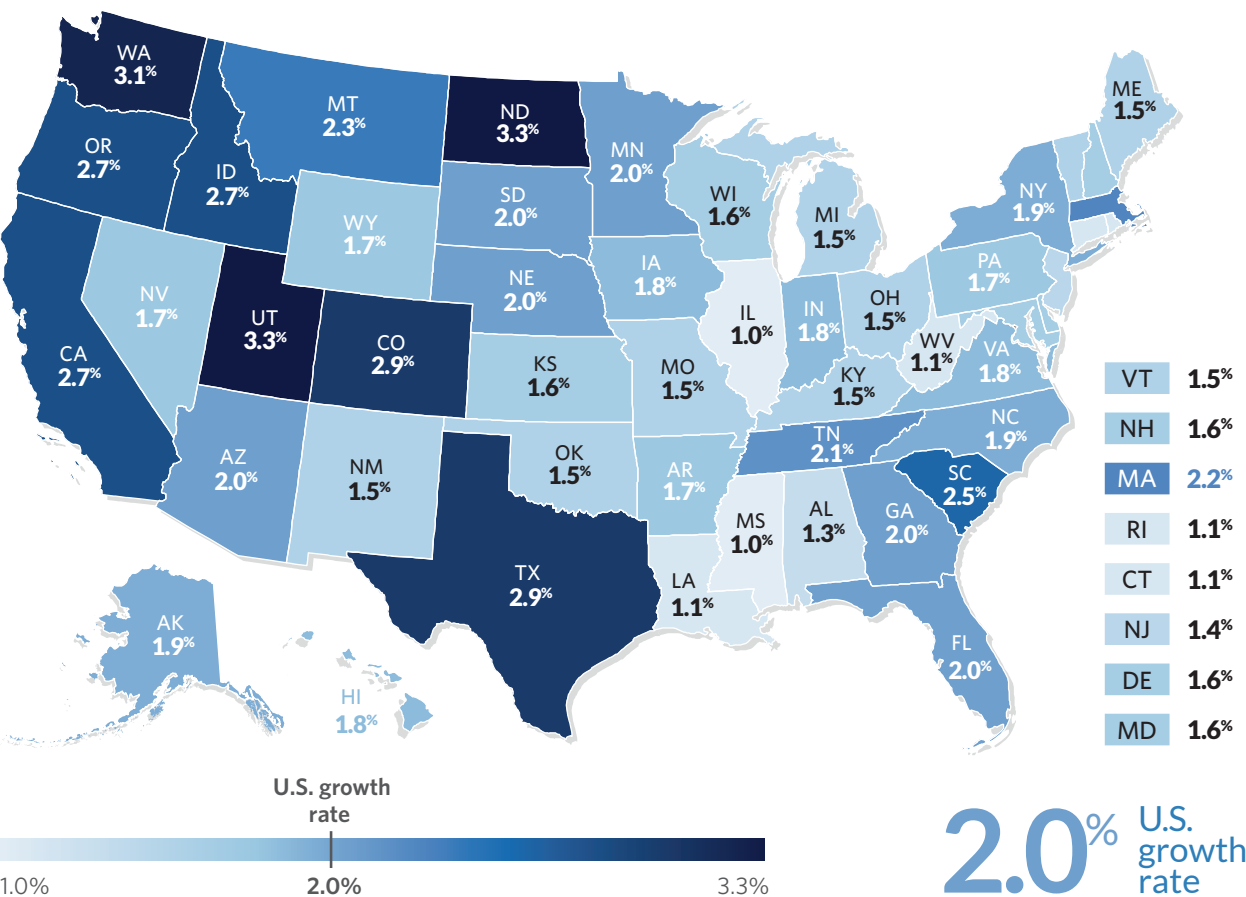 WA
3.1%
MT
2.3%
ND
3.3%
ME
1.5%
OR
2.7%
ID
2.7%
MN
2.0%
SD
2.0%
WI
1.6%
MI
1.5%
NY
1.9%
WY
1.7%
NE
2.0%
IA
1.8%
PA
1.7%
NV
1.7%
UT
3.3%
CO
2.9%
IL
1.0%
IN
1.8%
OH
1.5%
WV
1.1%
VA
1.8%
CA
2.7%
KS
1.6%
MO
1.5%
KY
1.5%
AZ
2.0%
NM
1.5%
OK
1.5%
AR
1.7%
TN
2.1%
NC
1.9%
SC
2.5%
MS
1.0%
AL
1.3%
GA
2.0%
TX
2.9%
LA
1.1%
FL
2.0%
AK
1.9%
HI
1.8%
VT 1.5%
NH 1.6%
MA 2.2%
RI 1.1%
CT 1.1%
NJ 1.4%
DE 1.6%
MD 1.6%
U.S. growth
rate
1.0% 2.0% 3.3%
2.0%
U.S.
growth
rate